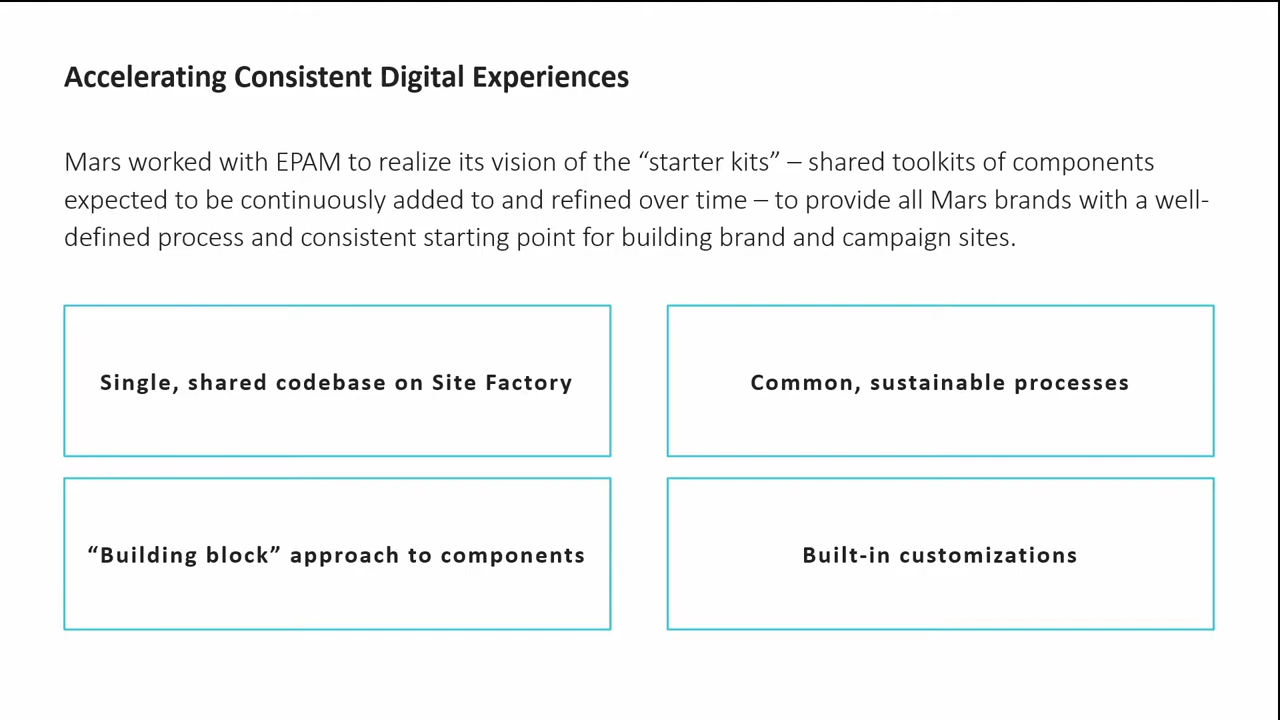 Accelerating Consistent Digital Experiences
Mars worked with EPAM to realize its vision of the “starter kits” – shared toolkits of components
expected to be continuously added to and refined over time – to provide all Mars brands with a well-
defined process and consistent starting point for building brand and campaign sites.
Single, shared codebase on Site Factory
Common, sustainable processes
“Building block” approach to components
Built-in customizations